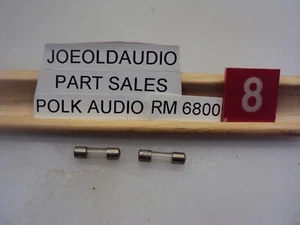 JOEOLDAUDIO
PART SALES
POLK AUDIO RM 6800
8